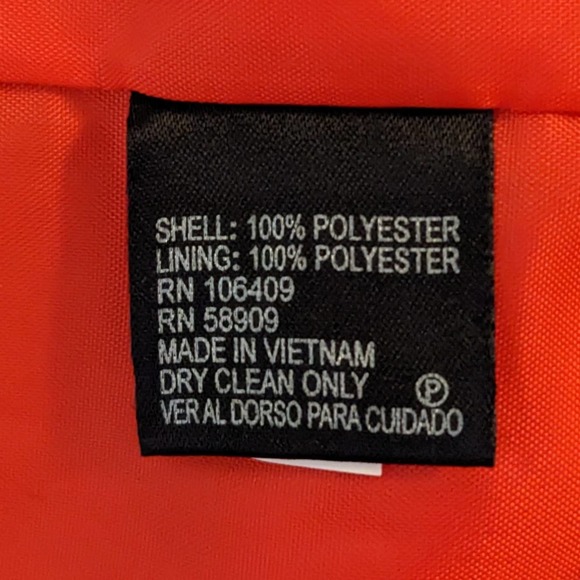 SHELL: 100% POLYESTER
LINING: 100% POLYESTER
RN 106409
RN 58909
MADE IN VIETNAM
DRY CLEAN ONLY Ⓟ
VER AL DORSO PARA CUIDADO